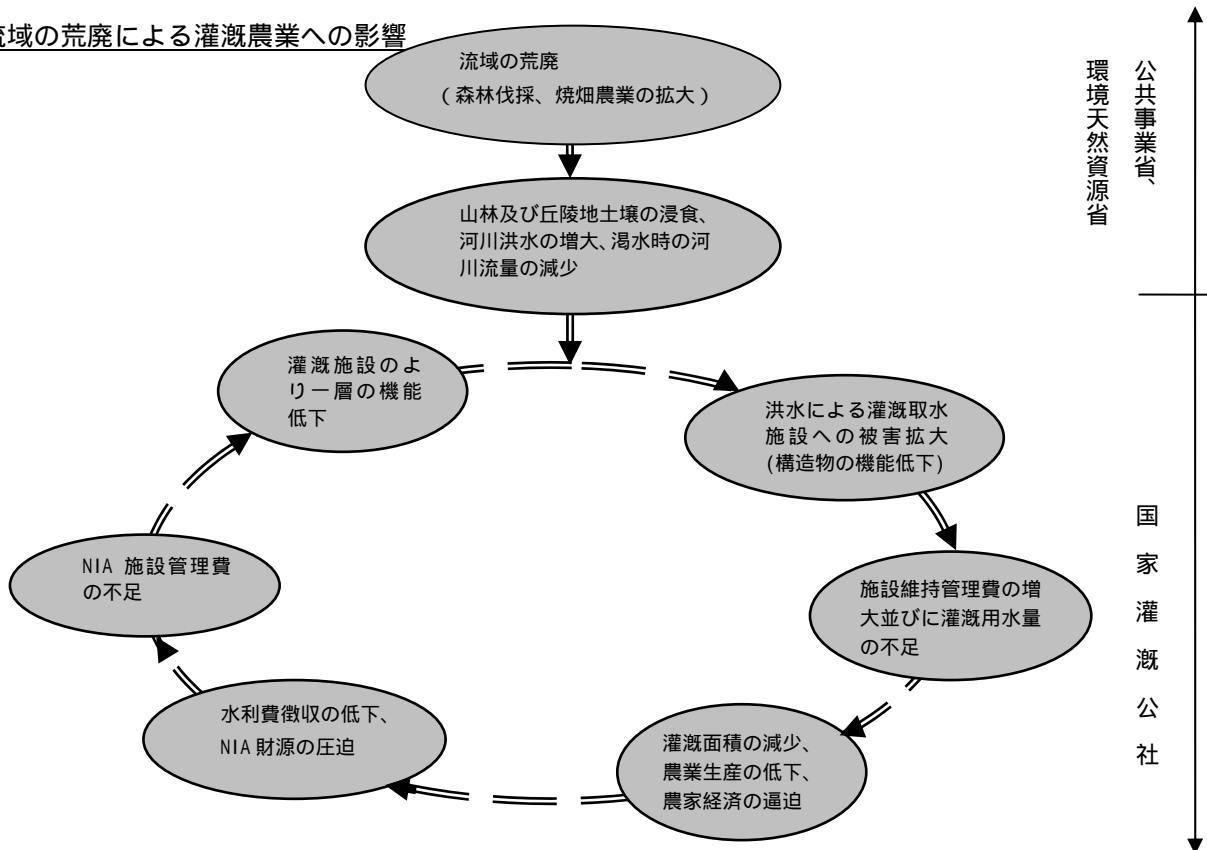 流域の荒廃による灌漑農業への影響
流域の荒廃
(森林伐採、焼畑農業の拡大)
山林及び丘陵地土壌の浸食、
河川洪水の増大、渇水時の河
川流量の減少
灌漑施設のよ
り一層の機能
低下
洪水による灌漑取水
施設への被害拡大
(構造物の機能低下)
NIA 施設管理費
の不足
施設維持管理費の増
大並びに灌漑用水量
の不足
水利費徴収の低下、
NIA 財源の圧迫
灌漑面積の減少、
農業生産の低下、
農家経済の逼迫
公共事業省、
環境天然資源省
国家灌漑公社